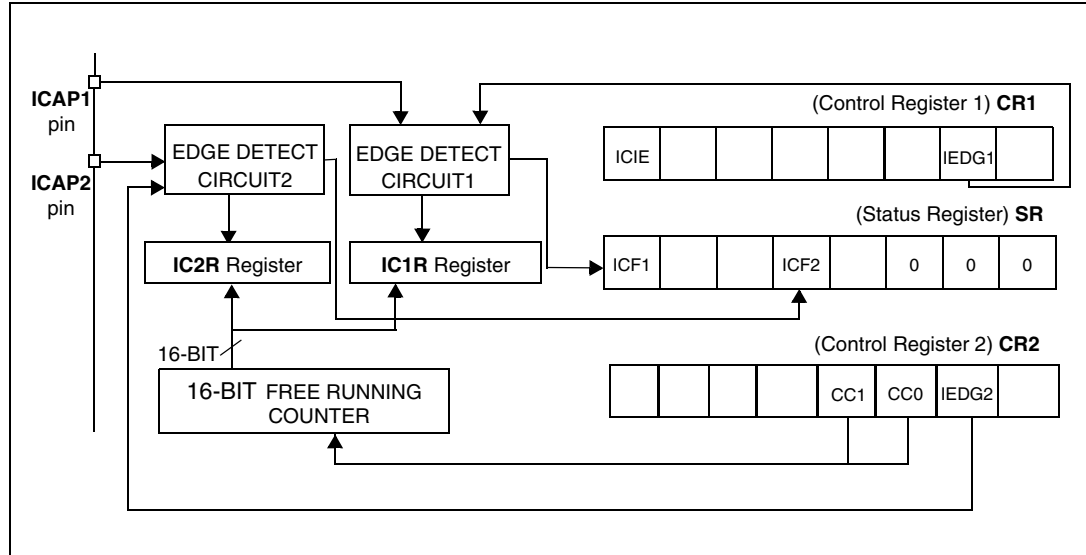 ICAP1
pin
ICAP2
pin
EDGE DETECT
CIRCUIT2
EDGE DETECT
CIRCUIT1
IC2R Register
IC1R Register
16-BIT
16-BIT FREE RUNNING
COUNTER
(Control Register 1) CR1
ICIE IEDG1
(Status Register) SR
ICF1 ICF2 0 0 0
(Control Register 2) CR2
CC1 CC0 IEDG2